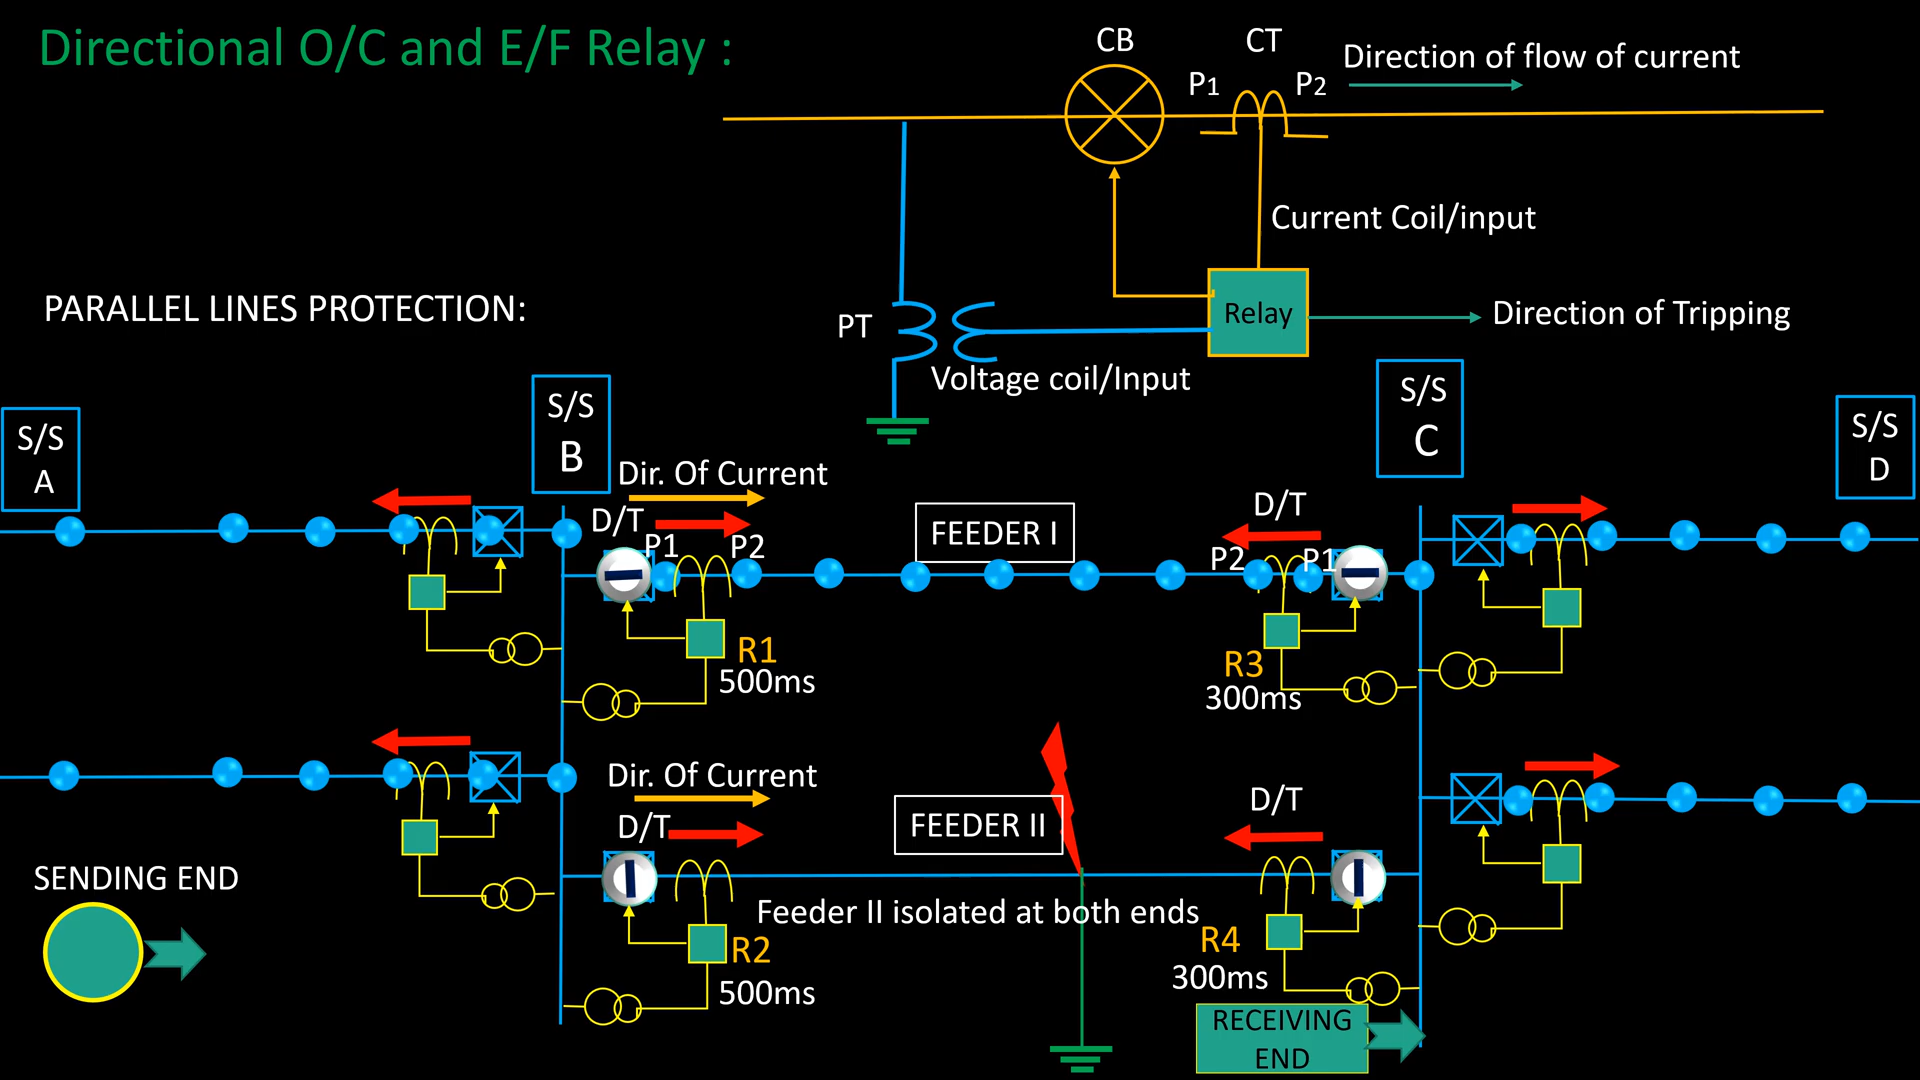 Directional O/C and E/F Relay :
CB
CT
P1
P2
Direction of flow of current
Current Coil/input
PARALLEL LINES PROTECTION:
PT
Relay
Direction of Tripping
Voltage coil/Input
S/S
A
S/S
B
S/S
C
S/S
D
Dir. Of Current
D/T
P1
P2
FEEDER I
D/T
P2
P1
R1
500ms
R3
300ms
Dir. Of Current
D/T
FEEDER II
D/T
SENDING END
Feeder II isolated at both ends
R2
500ms
R4
300ms
RECEIVING
END